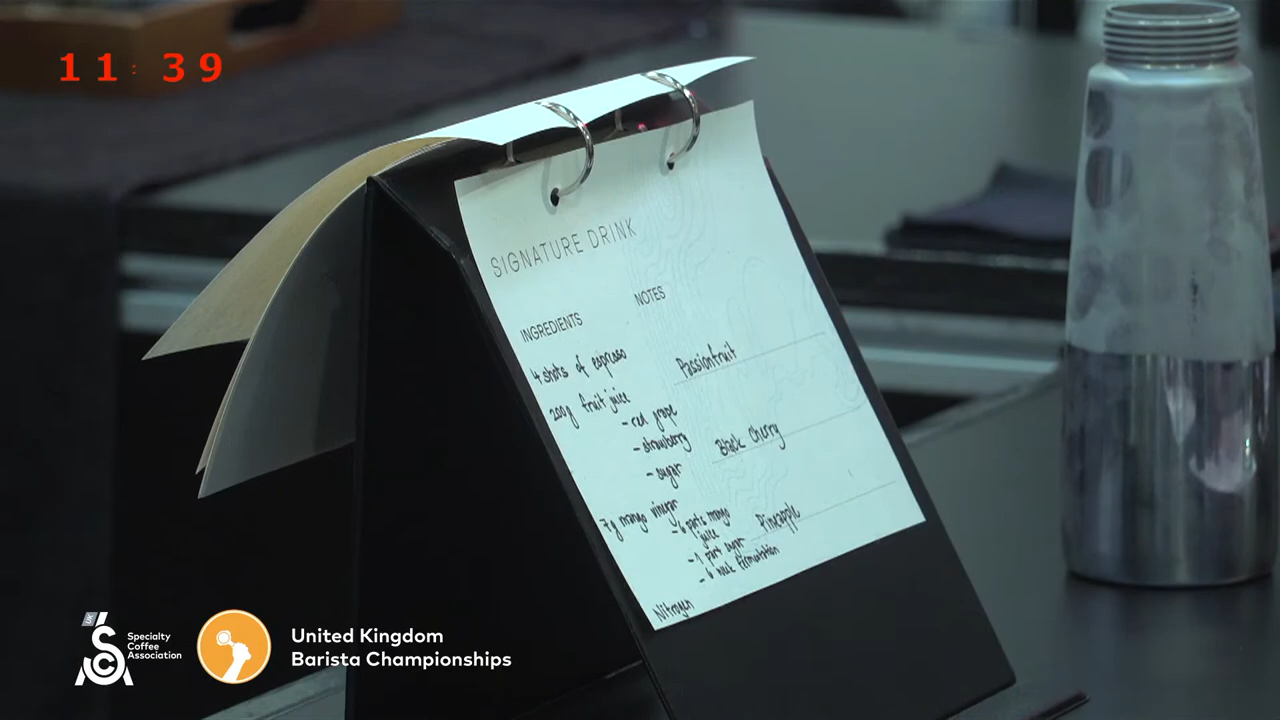 11:39
SIGNATURE DRINK
INGREDIENTS
4 shots of espresso
200g fruit juice
- red grape
- strawberry
- sugar
7g mango vinegar
- 6 parts mango
juice
- 1 part sugar
- 6 week fermentation
Nitrogen
NOTES
Passionfruit
Black Cherry
Pineapple
Specialty
Coffee
Association
United Kingdom
Barista Championships